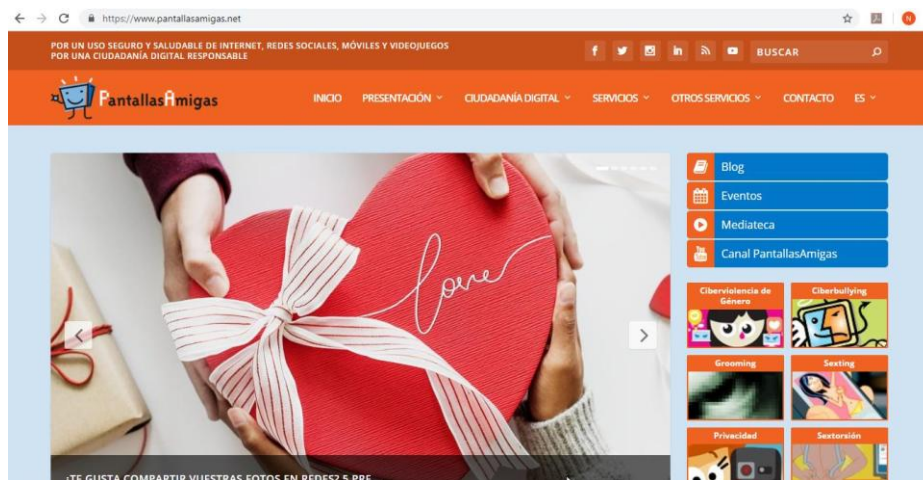 https://www.pantallasamigas.net
POR UN USO SEGURO Y SALUDABLE DE INTERNET, REDES SOCIALES, MÓVILES Y VIDEOJUEGOS
POR UNA CIUDADANÍA DIGITAL RESPONSABLE
BUSCAR
PantallasAmigas
INICIO PRESENTACIÓN CIUDADANÍA DIGITAL SERVICIOS OTROS SERVICIOS CONTACTO ES
love
Blog
Eventos
Mediateca
Canal PantallasAmigas
Ciberviolencia de
Género
Ciberbullying
Grooming
Sexting
Privacidad
Sextorsión
¿TE GUSTA COMPARTIR VUESTRAS FOTOS EN REDES? 5 PRE